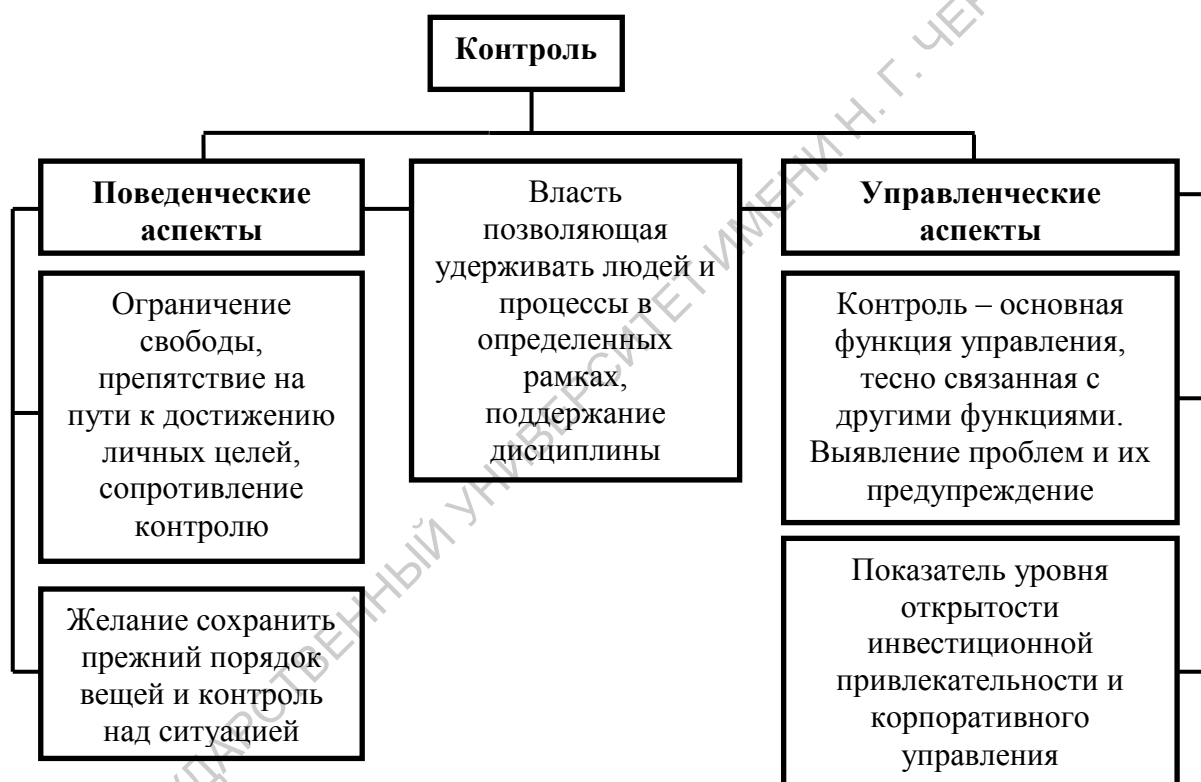 Контроль
Поведенческие
аспекты
Ограничение
свободы,
препятствие на
пути к достижению
личных целей,
сопротивление
контролю
Желание сохранить
прежний порядок
вещей и контроль
над ситуацией
Власть
позволяющая
удерживать людей и
процессы в
определенных
рамках,
поддержание
дисциплины
Управленческие
аспекты
Контроль – основная
функция управления,
тесно связанная с
другими функциями.
Выявление проблем и их
предупреждение
Показатель уровня
открытости
инвестиционной
привлекательности и
корпоративного
управления
УНИВЕРСИТЕТ ИМЕНИ Н. Г.